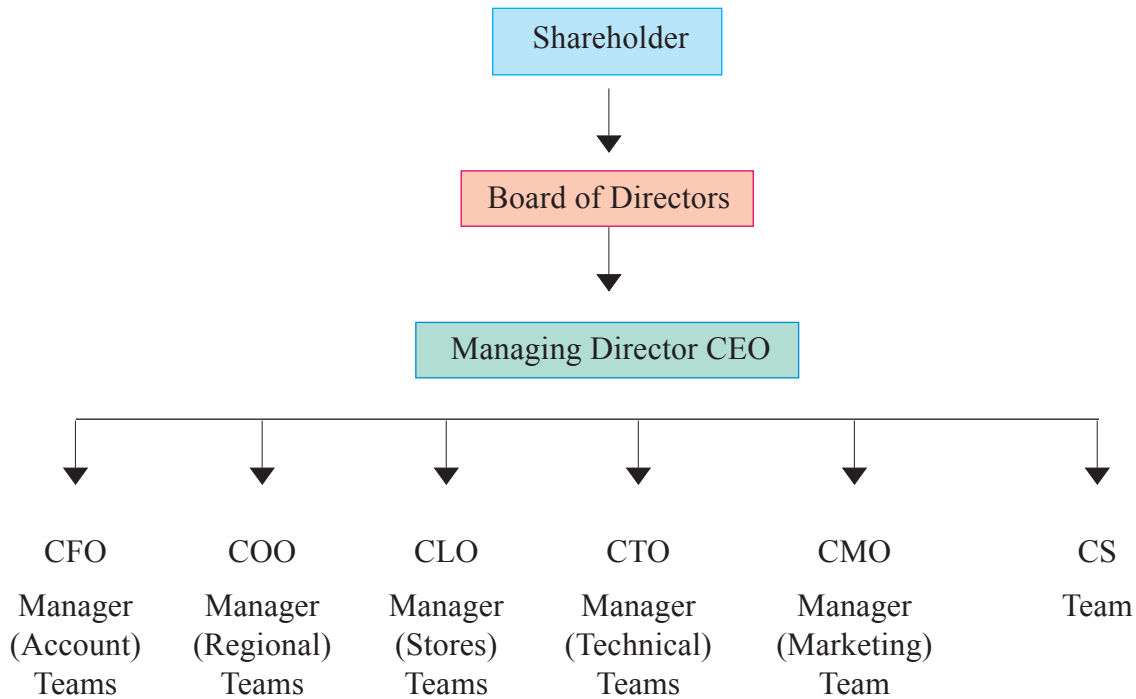 Shareholder
Board of Directors
Managing Director CEO
CFO COO CLO CTO CMO CS
Manager Manager Manager Manager Manager Team
(Account) (Regional) (Stores) (Technical) (Marketing)
Teams Teams Teams Teams Team